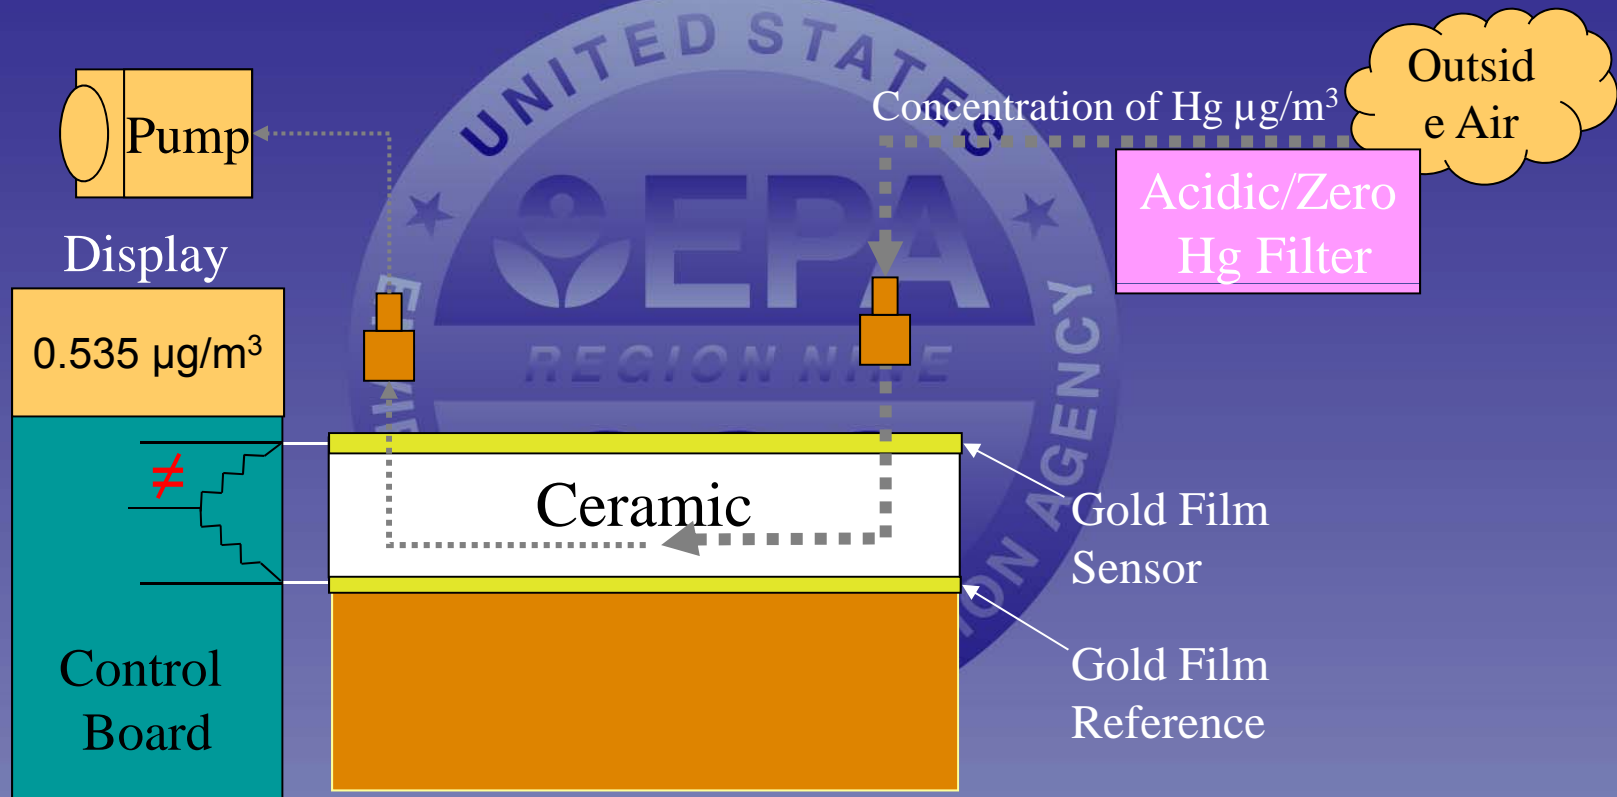 UNITED STATES
Outsid
e Air
Concentration of Hg µg/m³
Pump
Acidic/Zero
Hg Filter
EPA
Display
0.535 µg/m³
REGION NINE
AGENCY
≠
Ceramic
Gold Film
Sensor
Gold Film
Reference
Control
Board